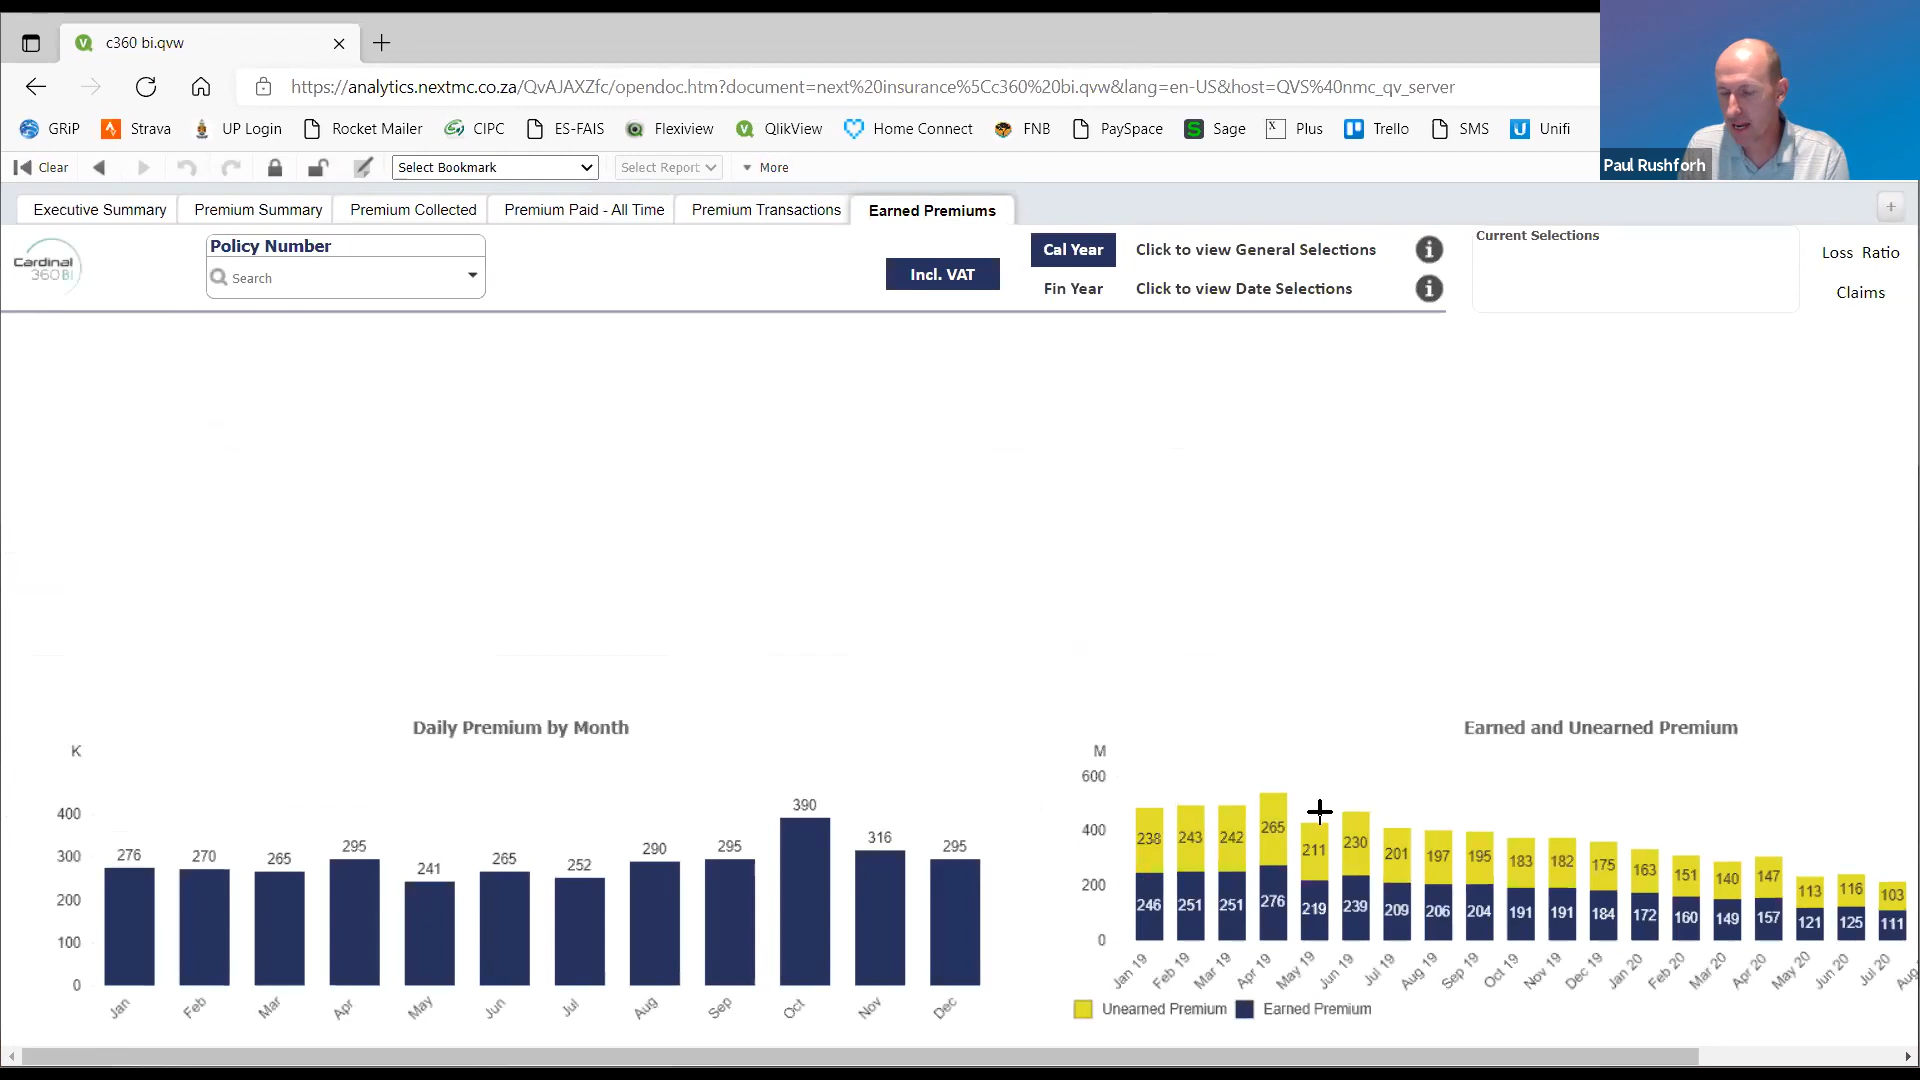 c360 bi.qvw
https://analytics.nextmc.co.za/QvAJAXZfc/opendoc.htm?document=next%20insurance%5Cc360%20bi.qvw&lang=en-US&host=QVS%40nmc_qv_server
GRiP Strava UP Login Rocket Mailer CIPC ES-FAIS Flexiview QlikView Home Connect FNB PaySpace Sage Plus Trello SMS Unifi
Paul Rushforh
Clear Select Bookmark Select Report More
Executive Summary Premium Summary Premium Collected Premium Paid - All Time Premium Transactions Earned Premiums
Cardinal
360BI
Policy Number
Search
Incl. VAT
Cal Year Click to view General Selections
Fin Year Click to view Date Selections
Current Selections
Loss Ratio
Claims
Daily Premium by Month
K
400
300
200
100
0
276 270 265 295 241 265 252 290 295 390 316 295
Jan Feb Mar Apr May Jun Jul Aug Sep Oct Nov Dec
Earned and Unearned Premium
M
600
400
200
0
238 243 242 265 211 230 201 197 195 183 182 175 163 151 140 147 113 116 103
246 251 251 276 219 239 209 206 204 191 191 184 172 160 149 157 121 125 111
Jan 19 Feb 19 Mar 19 Apr 19 May 19 Jun 19 Jul 19 Aug 19 Sep 19 Oct 19 Nov 19 Dec 19 Jan 20 Feb 20 Mar 20 Apr 20 May 20 Jun 20 Jul 20 Aug
Unearned Premium Earned Premium